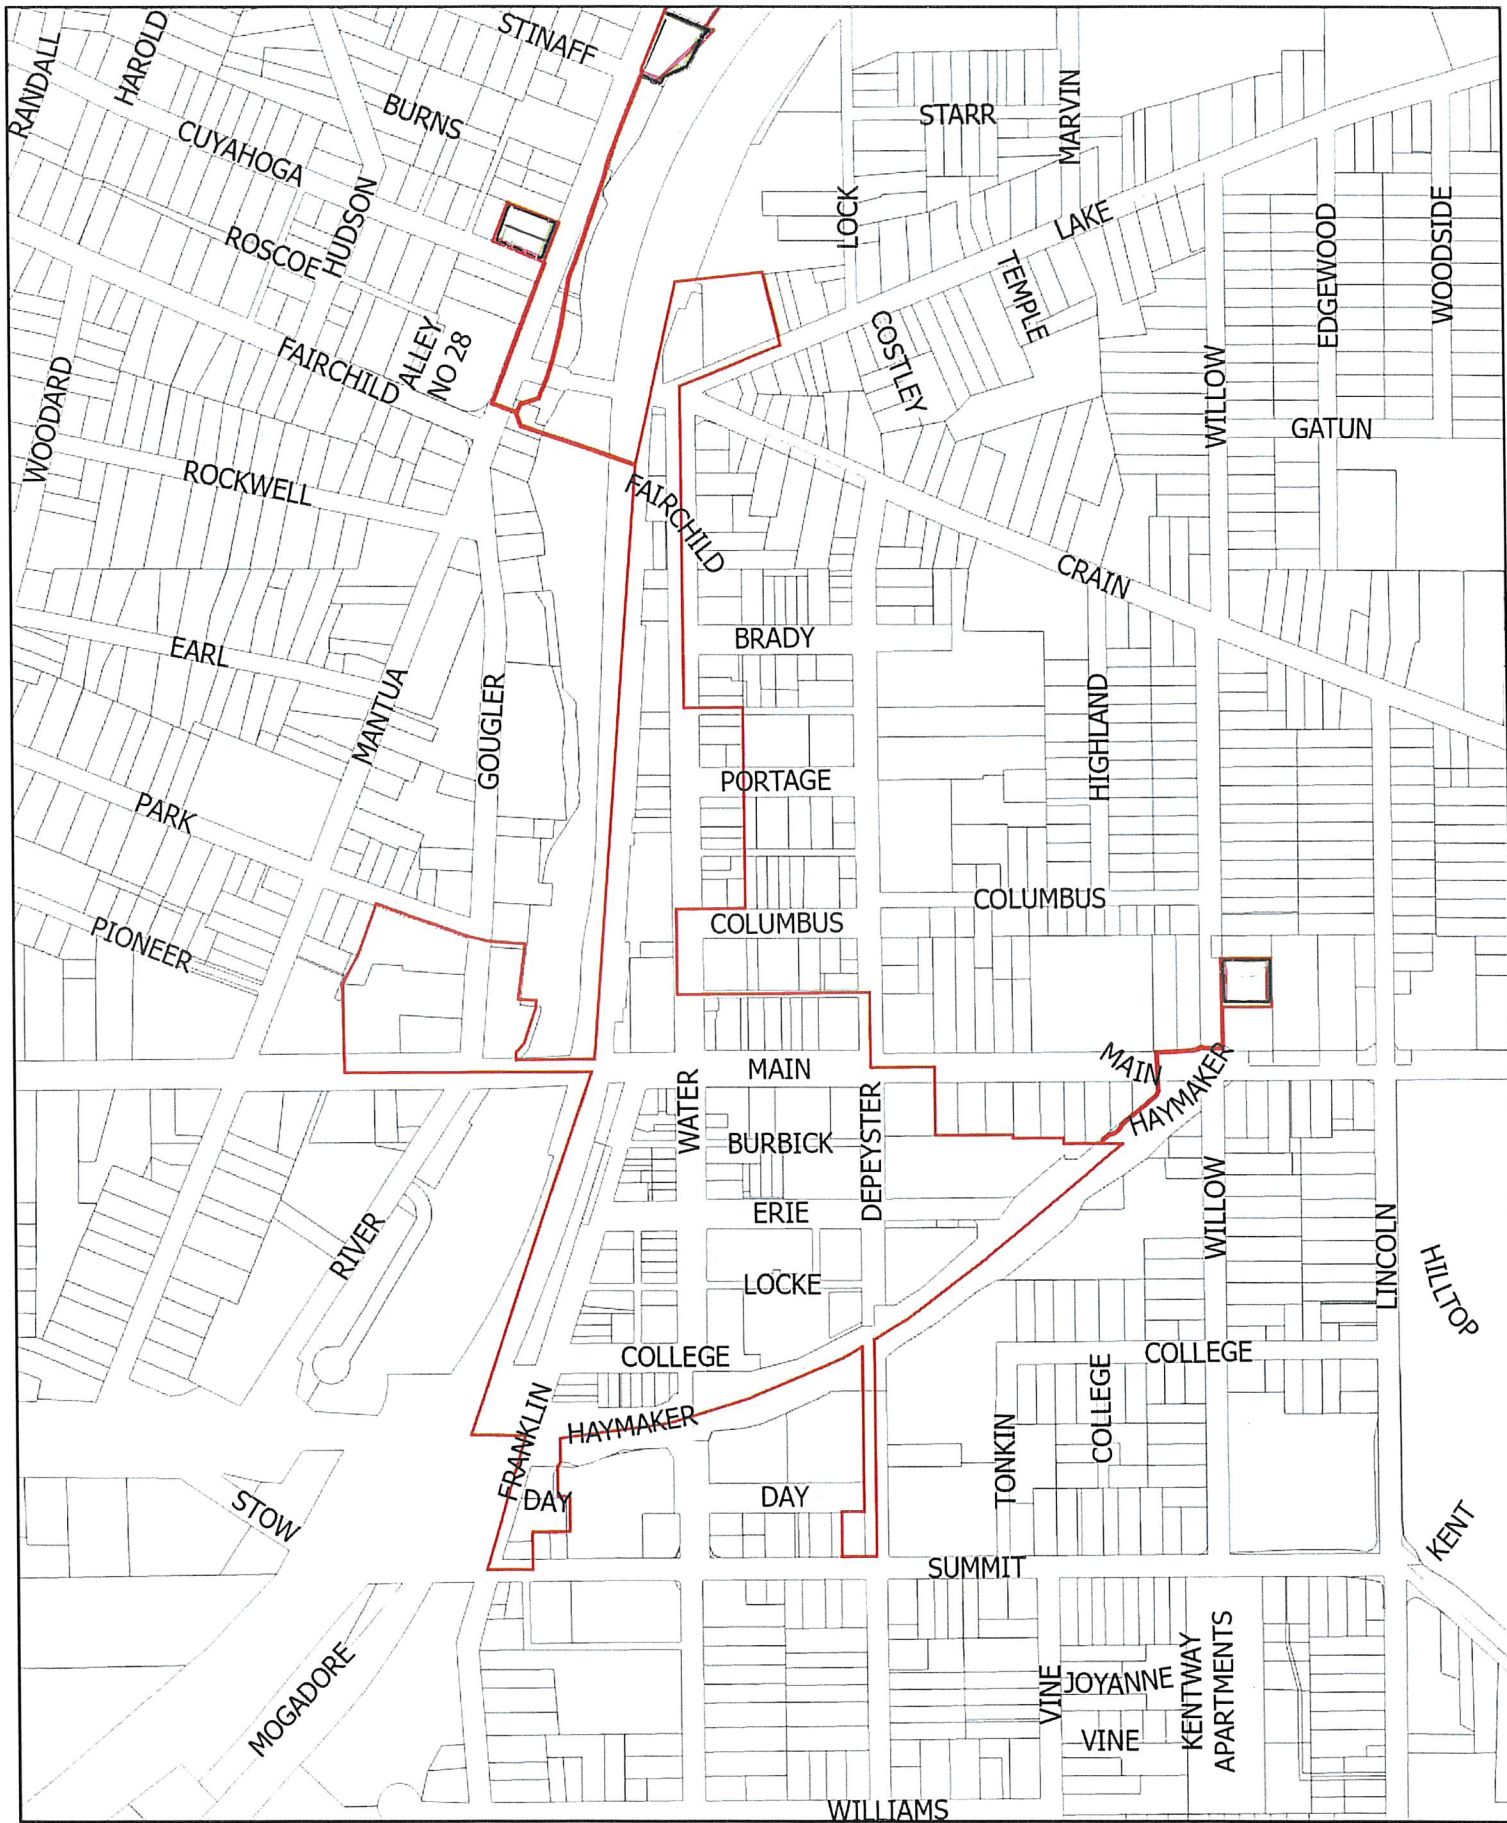 STINAFF
HAROLD
RANDALL
BURNS
STARR
MARVIN
CUYAHOGA
HUDSON
LOCK
LAKE
WOODSIDE
ROSCOE
EDGEWOOD
TEMPLE
ALLEY
NO 28
COSTLEY
FAIRCHILD
WOODARD
WILLOW
GATUN
ROCKWELL
FAIRCHILD
CRAIN
BRADY
EARL
MANTUA
GOUGLER
HIGHLAND
PORTAGE
PARK
COLUMBUS
COLUMBUS
PIONEER
MAIN
MAIN
HAYMAKER
WATER
BURBICK
DEPEYSTER
ERIE
WILLOW
RIVER
LINCOLN
LOCKE
HILLTOP
COLLEGE
COLLEGE
COLLEGE
HAYMAKER
FRANKLIN
TONKIN
DAY
DAY
STOW
KENT
SUMMIT
MOGADORE
VINE
JOYANNE
KENTWAY
APARTMENTS
VINE
WILLIAMS